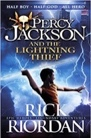 HALF BOY · HALF GOD · ALL HERO
PERCY
JACKSON
AND THE
LIGHTNING
THIEF
RICK
RIORDAN